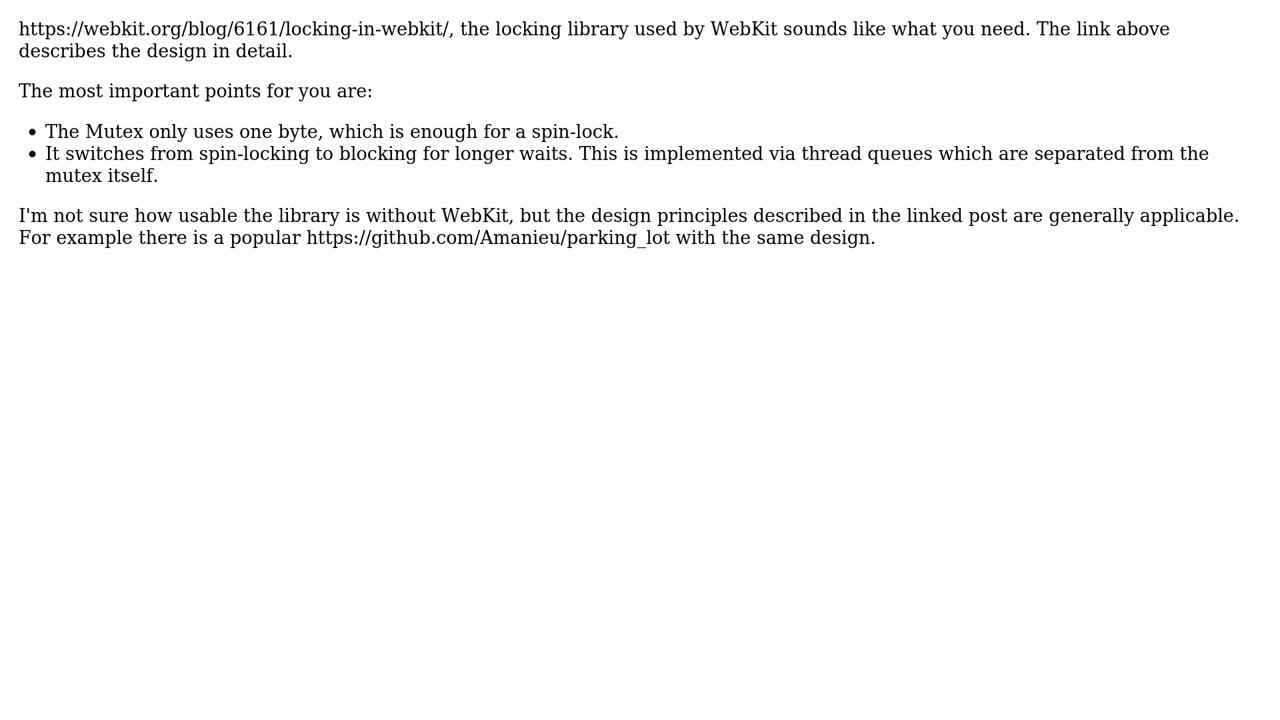 https://webkit.org/blog/6161/locking-in-webkit/, the locking library used by WebKit sounds like what you need. The link above
describes the design in detail.
The most important points for you are:
• The Mutex only uses one byte, which is enough for a spin-lock.
• It switches from spin-locking to blocking for longer waits. This is implemented via thread queues which are separated from the
mutex itself.
I'm not sure how usable the library is without WebKit, but the design principles described in the linked post are generally applicable.
For example there is a popular https://github.com/Amanieu/parking_lot with the same design.